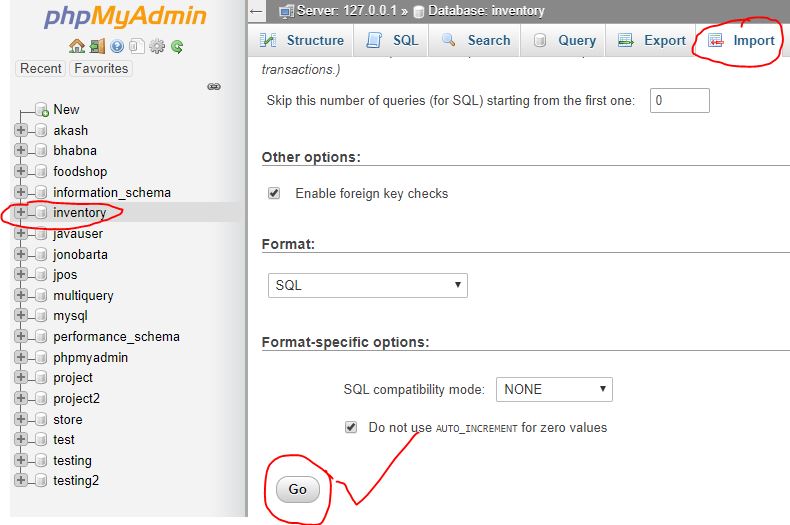 phpMyAdmin
Recent Favorites
New
akash
bhabna
foodshop
information_schema
inventory
javauser
jonobarta
jpos
multiquery
mysql
performance_schema
phpmyadmin
project
project2
store
test
testing
testing2
Server: 127.0.0.1 » Database: inventory
Structure SQL Search Query Export Import
transactions.)
Skip this number of queries (for SQL) starting from the first one: 0
Other options:
Enable foreign key checks
Format:
SQL
Format-specific options:
SQL compatibility mode: NONE
Do not use AUTO_INCREMENT for zero values
Go